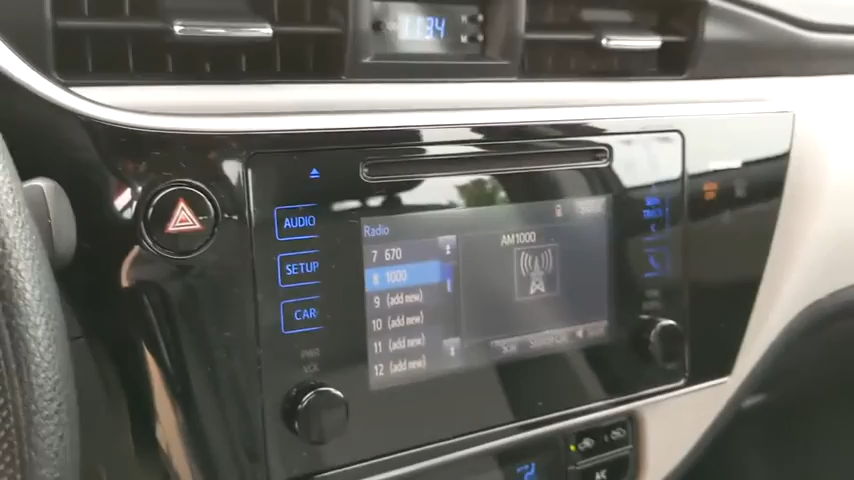 11:34
AUDIO
SETUP
CAR
PWR
VOL
Radio
7 670
8 1000
9 (add new)
10 (add new)
11 (add new)
12 (add new)
AM1000
TRACK